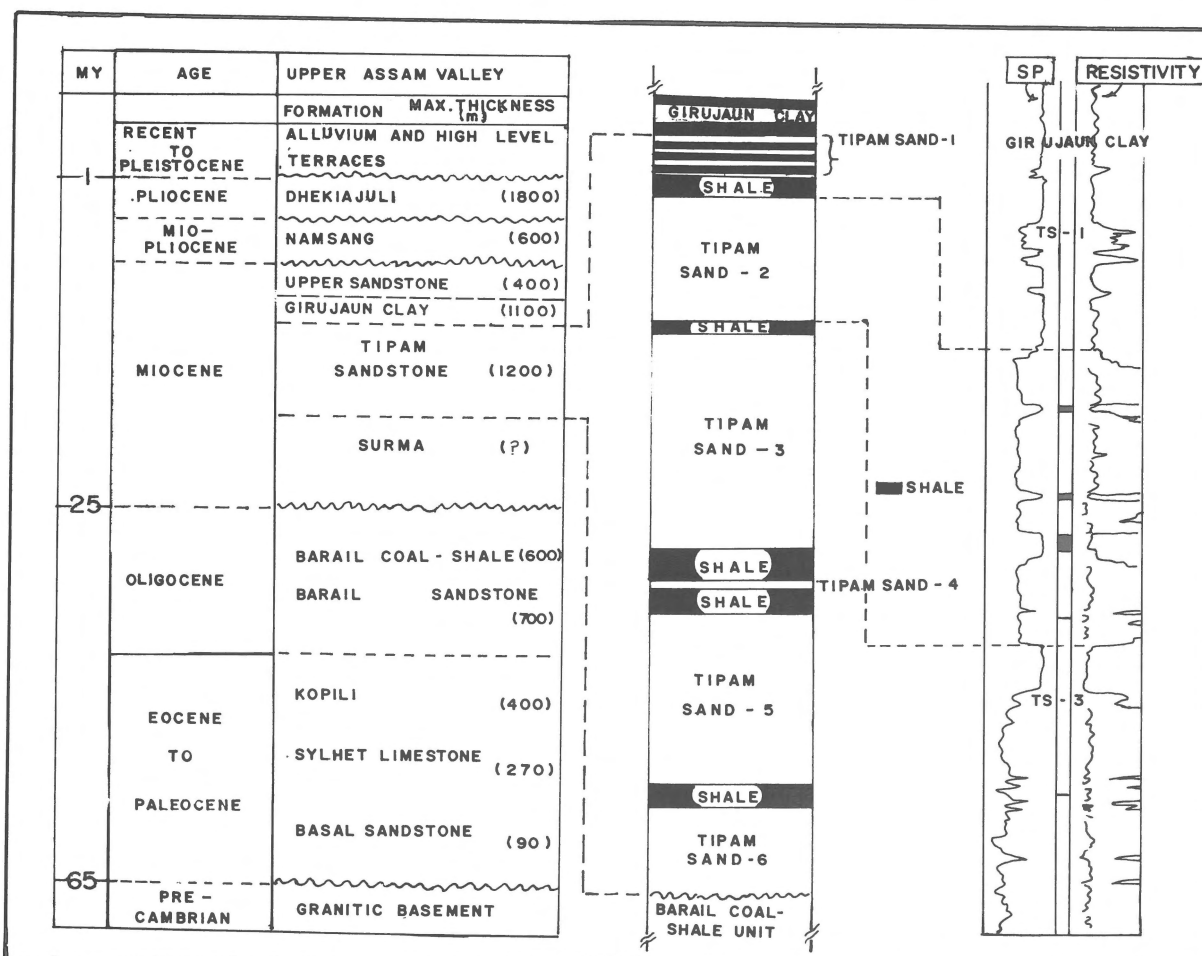 MY AGE UPPER ASSAM VALLEY
FORMATION MAX. THICKNESS (m)
RECENT TO PLEISTOCENE
ALLUVIUM AND HIGH LEVEL
TERRACES
1
PLIOCENE DHEKIAJULI (1800)
MIO-
PLIOCENE
NAMSANG (600)
UPPER SANDSTONE (400)
GIRUJAUN CLAY (1100)
MIOCENE
TIPAM
SANDSTONE (1200)
SURMA (?)
25
OLIGOCENE
BARAIL COAL-SHALE (600)
BARAIL SANDSTONE
(700)
EOCENE
TO
PALEOCENE
KOPILI (400)
SYLHET LIMESTONE (270)
BASAL SANDSTONE (90)
65
PRE-
CAMBRIAN
GRANITIC BASEMENT
GIRUJAUN CLAY
TIPAM SAND-1
SHALE
TIPAM
SAND - 2
SHALE
TIPAM
SAND - 3
SHALE
SHALE
TIPAM SAND - 4
SHALE
TIPAM
SAND - 5
SHALE
TIPAM
SAND-6
BARAIL COAL-
SHALE UNIT
SP RESISTIVITY
GIRUJAUN CLAY
TS-1
TS-3